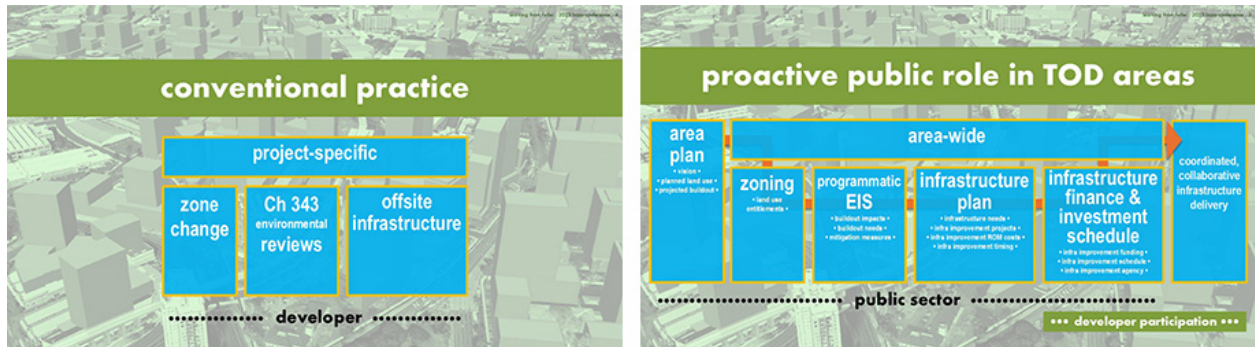 conventional practice
project-specific
zone
change
Ch 343
environmental
reviews
offsite
infrastructure
•••••••••••••• developer ••••••••••••••
proactive public role in TOD areas
area
plan
• vision •
• planned land use •
• projected buildout •
area-wide
zoning
• land use
entitlements •
programmatic
EIS
• buildout impacts •
• buildout needs •
• mitigation measures •
infrastructure
plan
• infrastructure needs •
• infra improvement projects •
• infra improvement ROM costs •
• infra improvement timing •
infrastructure
finance &
investment
schedule
• infra improvement funding •
• infra improvement schedule •
• infra improvement agency •
coordinated,
collaborative
infrastructure
delivery
public sector
••• developer participation •••